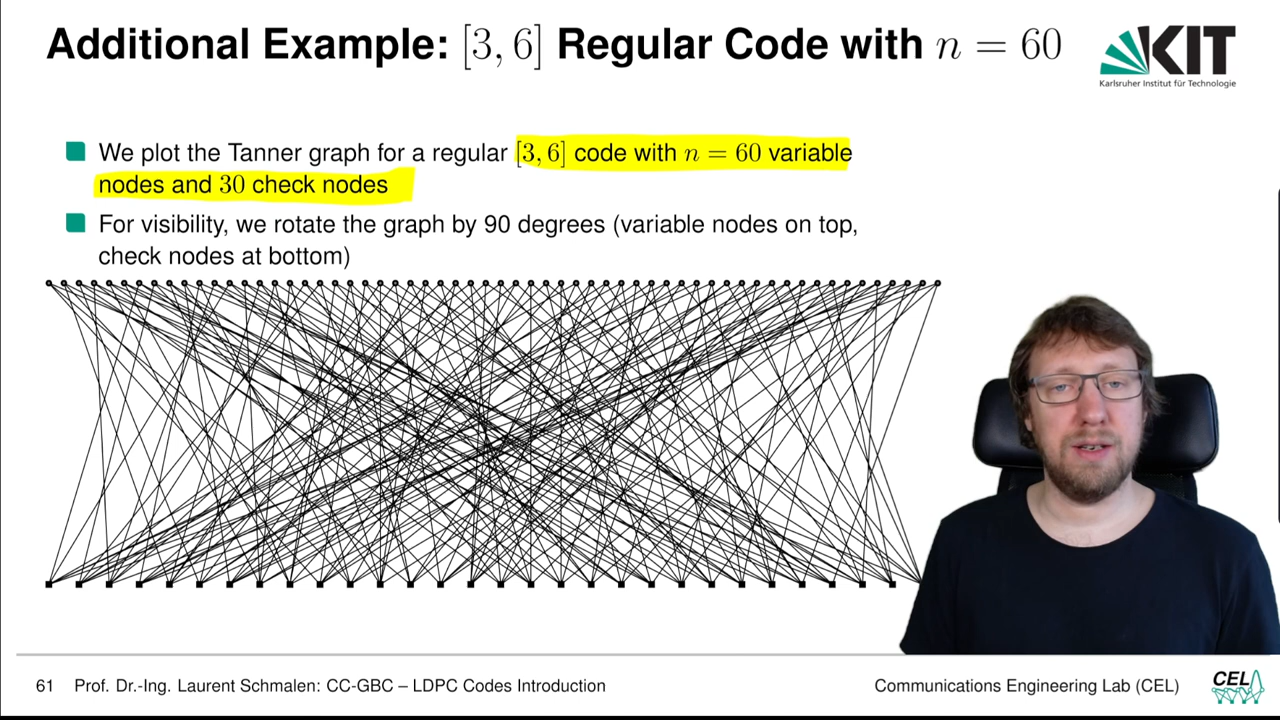 Additional Example: [3, 6] Regular Code with n = 60
KIT
Karlsruher Institut für Technologie
We plot the Tanner graph for a regular [3, 6] code with n = 60 variable
nodes and 30 check nodes
For visibility, we rotate the graph by 90 degrees (variable nodes on top,
check nodes at bottom)
61 Prof. Dr.-Ing. Laurent Schmalen: CC-GBC – LDPC Codes Introduction
Communications Engineering Lab (CEL)
CEL